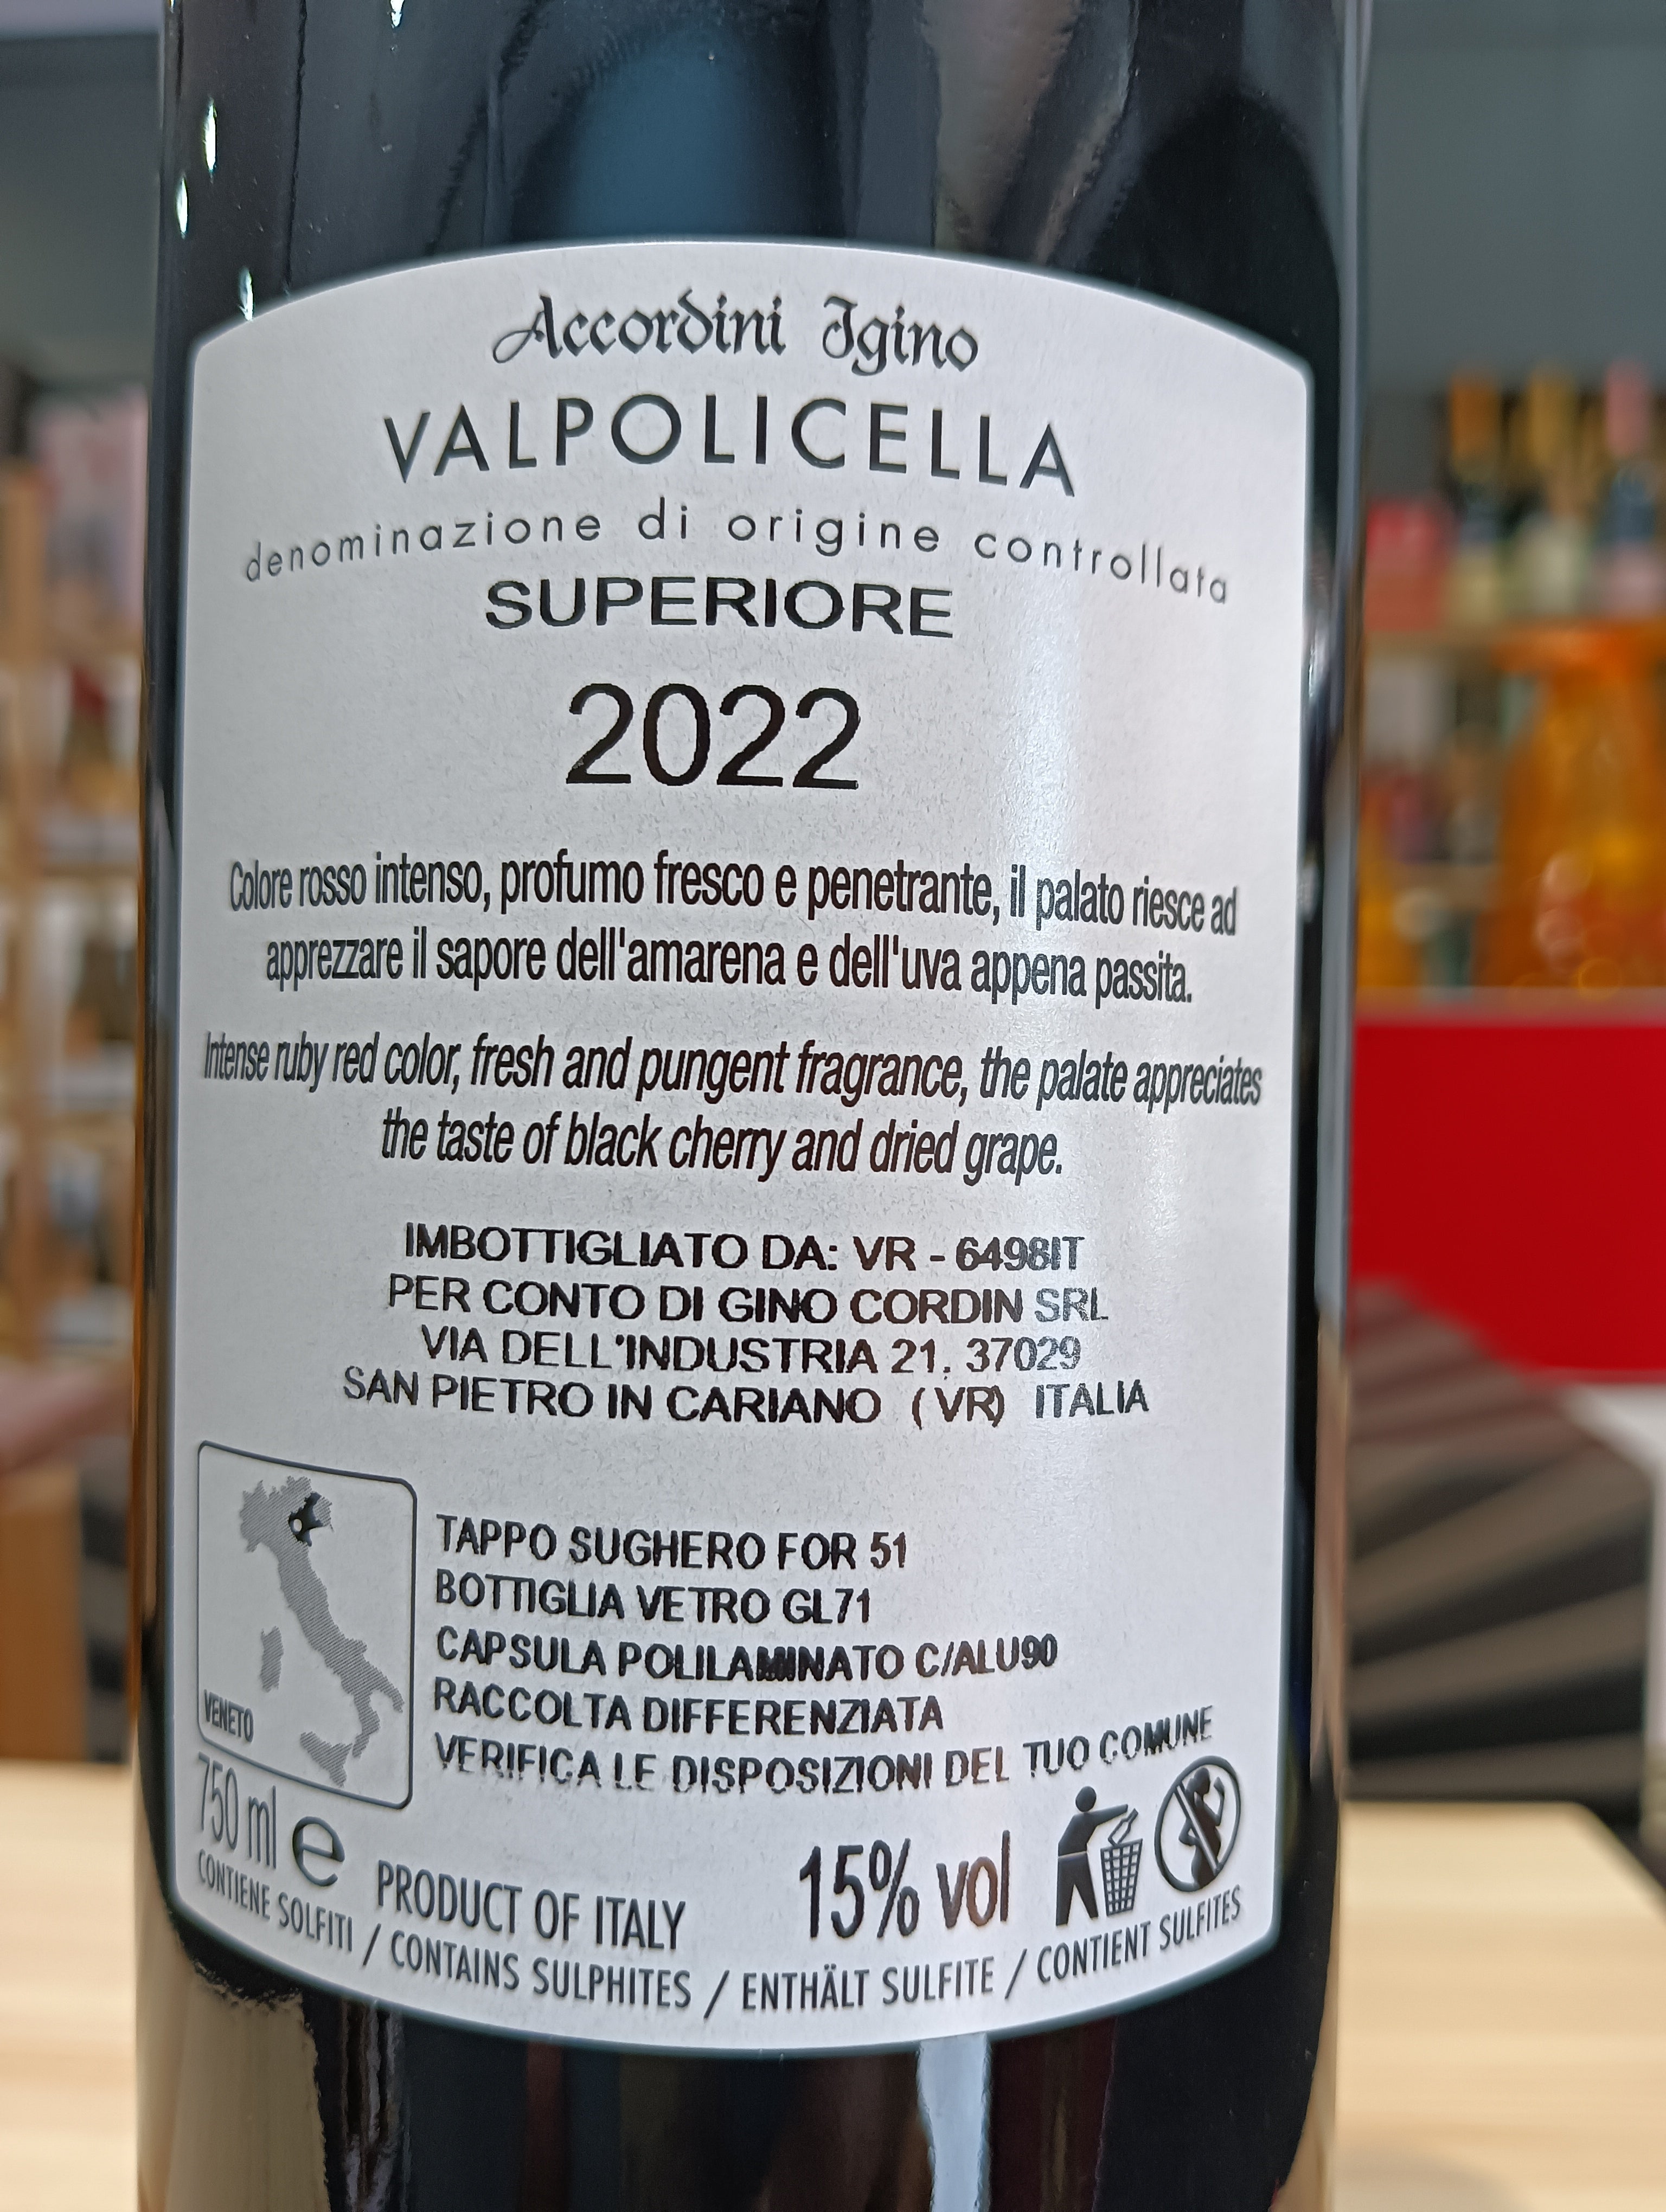 Accordini Igino
VALPOLICELLA
denominazione di origine controllata
SUPERIORE
2022
Colore rosso intenso, profumo fresco e penetrante, il palato riesce ad
apprezzare il sapore dell'amarena e dell'uva appena passita.
Intense ruby red color, fresh and pungent fragrance, the palate appreciates
the taste of black cherry and dried grape.
IMBOTTIGLIATO DA: VR - 6498IT
PER CONTO DI GINO CORDIN SRL
VIA DELL'INDUSTRIA 21, 37029
SAN PIETRO IN CARIANO (VR) ITALIA
TAPPO SUGHERO FOR 51
BOTTIGLIA VETRO GL71
CAPSULA POLILAMINATO C/ALU90
RACCOLTA DIFFERENZIATA
VERIFICA LE DISPOSIZIONI DEL TUO COMUNE
VENETO
750 ml e
PRODUCT OF ITALY
15% vol
CONTIENE SOLFITI / CONTAINS SULPHITES / ENTHÄLT SULFITE / CONTIENT SULFITES